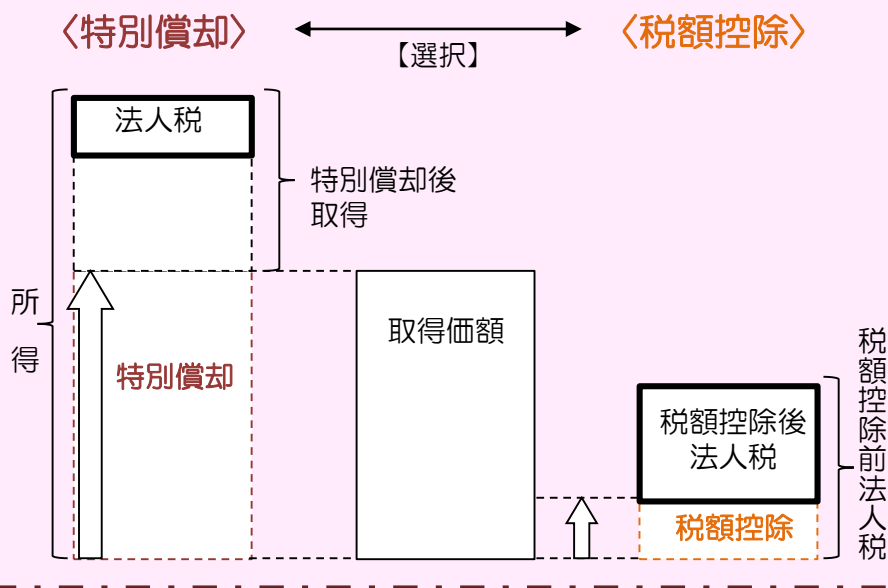 〈特別償却〉
【選択】
〈税額控除〉
法人税
特別償却後
取得
所得
特別償却
取得価額
税額控除後
法人税
税額控除
税額控除前法人税